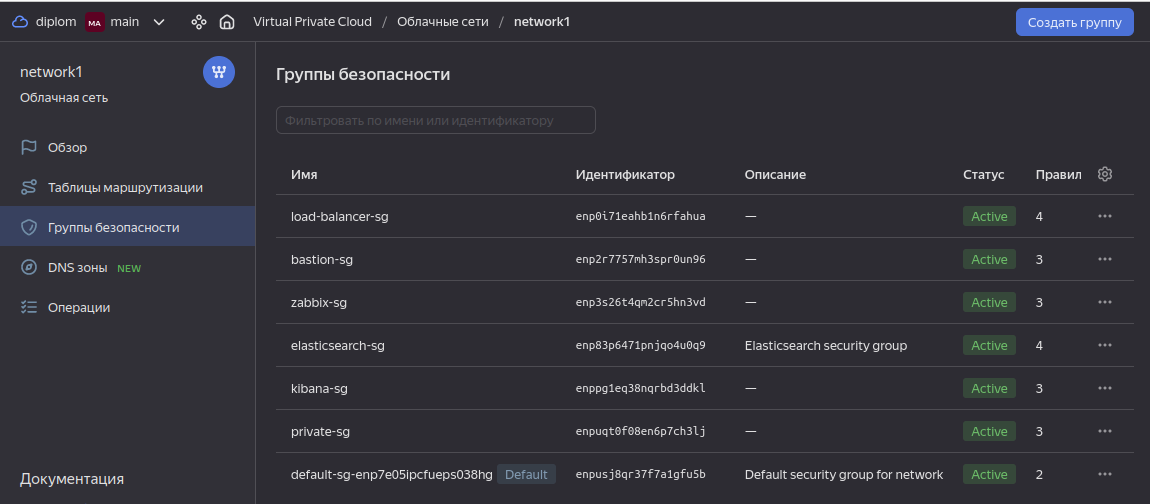 diplom MA main Virtual Private Cloud / Облачные сети / network1 Создать группу
network1
Облачная сеть
Обзор
Таблицы маршрутизации
Группы безопасности
DNS зоны NEW
Операции
Документация
Группы безопасности
Фильтровать по имени или идентификатору
Имя Идентификатор Описание Статус Правил
load-balancer-sg enp0i71eahb1n6rfahua — Active 4
bastion-sg enp2r7757mh3spr0un96 — Active 3
zabbix-sg enp3s26t4qm2cr5hn3vd — Active 3
elasticsearch-sg enp83p6471pnjqo4u0q9 Elasticsearch security group Active 4
kibana-sg enppg1eq38nqrbd3ddkl — Active 3
private-sg enpuqt0f08en6p7ch3lj — Active 3
default-sg-enp7e05ipcfueps038hg Default enpusj8qr37f7a1gfu5b Default security group for network Active 2